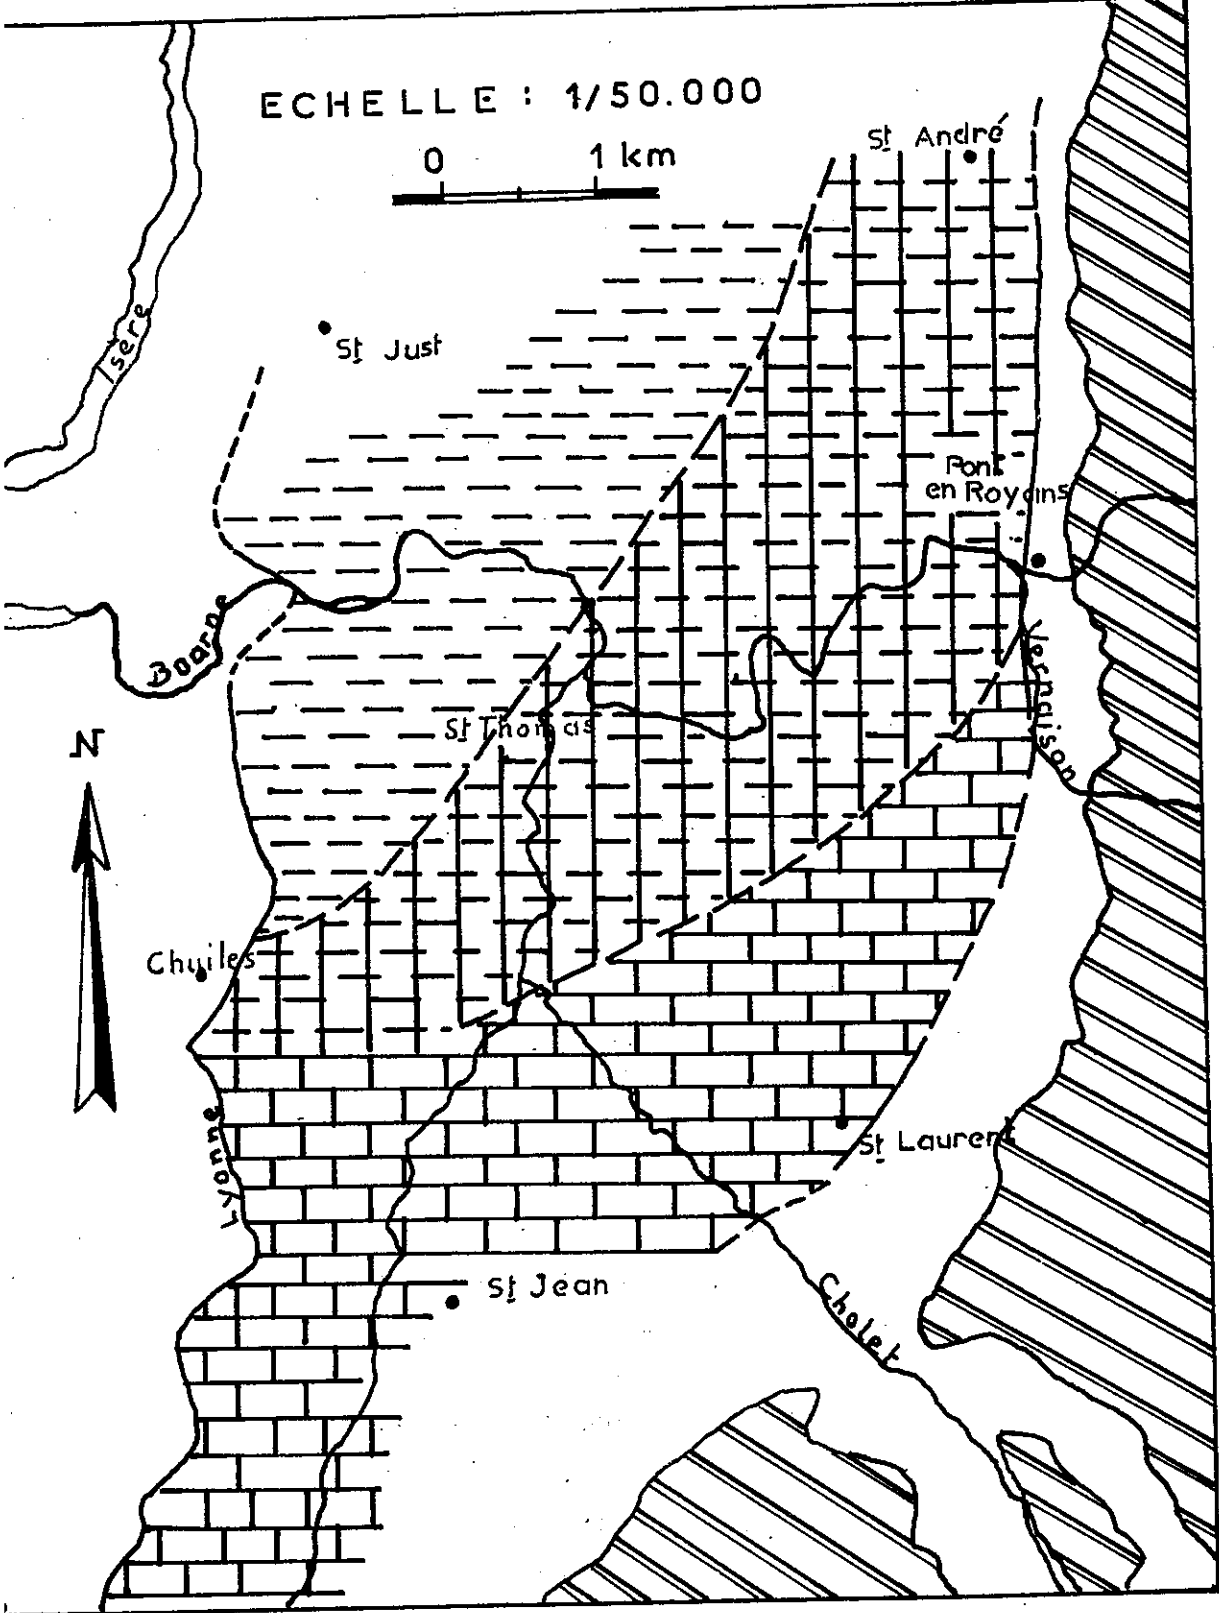 ECHELLE : 1/50.000
0 1 km
St André
Isère
St Just
Pont
en Royans
Bourne
Vernaison
St Thomas
N
Chuiles
Lyonne
St Laurent
St Jean
Cholet